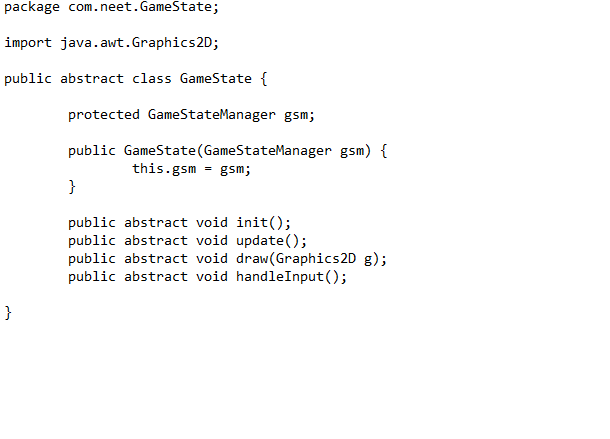 package com.neet.GameState;
import java.awt.Graphics2D;
public abstract class GameState {
protected GameStateManager gsm;
public GameState(GameStateManager gsm) {
this.gsm = gsm;
}
public abstract void init();
public abstract void update();
public abstract void draw(Graphics2D g);
public abstract void handleInput();
}